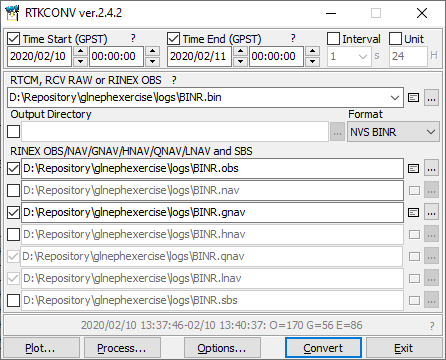 RTKCONV ver.2.4.2
Time Start (GPST) ? Time End (GPST) ? Interval Unit
2020/02/10 00:00:00 2020/02/11 00:00:00 1 s 24 H
RTCM, RCV RAW or RINEX OBS ?
D:\Repository\glnephexercise\logs\BINR.bin ...
Output Directory Format
... NVS BINR
RINEX OBS/NAV/GNAV/HNAV/QNAV/LNAV and SBS
D:\Repository\glnephexercise\logs\BINR.obs ...
D:\Repository\glnephexercise\logs\BINR.nav ...
D:\Repository\glnephexercise\logs\BINR.gnav ...
D:\Repository\glnephexercise\logs\BINR.hnav ...
D:\Repository\glnephexercise\logs\BINR.qnav ...
D:\Repository\glnephexercise\logs\BINR.lnav ...
D:\Repository\glnephexercise\logs\BINR.sbs ...
2020/02/10 13:37:46-02/10 13:40:37: O=170 G=56 E=86 ?
Plot... Process... Options... Convert Exit